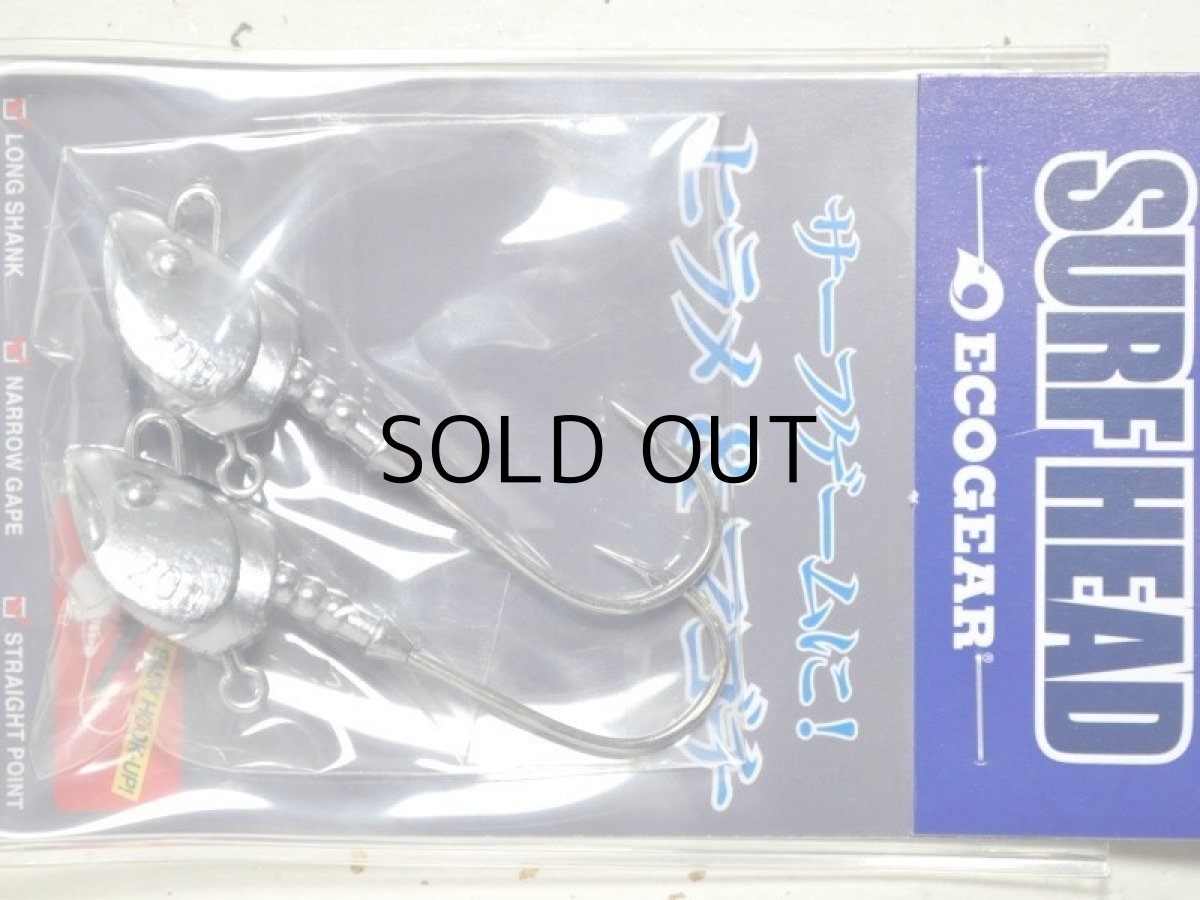 SURF HEAD
ECOGEAR®
サーフゲームに!
ヒラメ & マゴチ
SOLD OUT
EASY HOOK-UP!
LONG SHANK
NARROW GAPE
STRAIGHT POINT